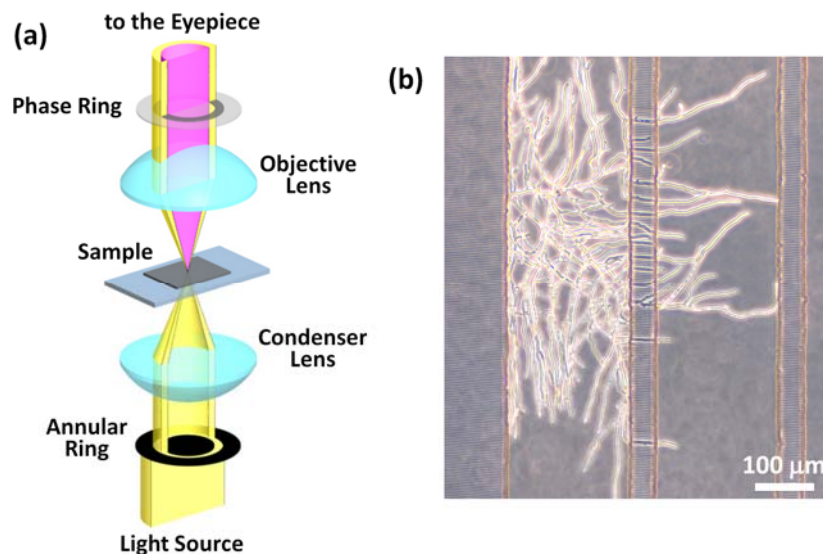 (a)
to the Eyepiece
Phase Ring
Objective
Lens
Sample
Condenser
Lens
Annular
Ring
Light Source
(b)
100 μm